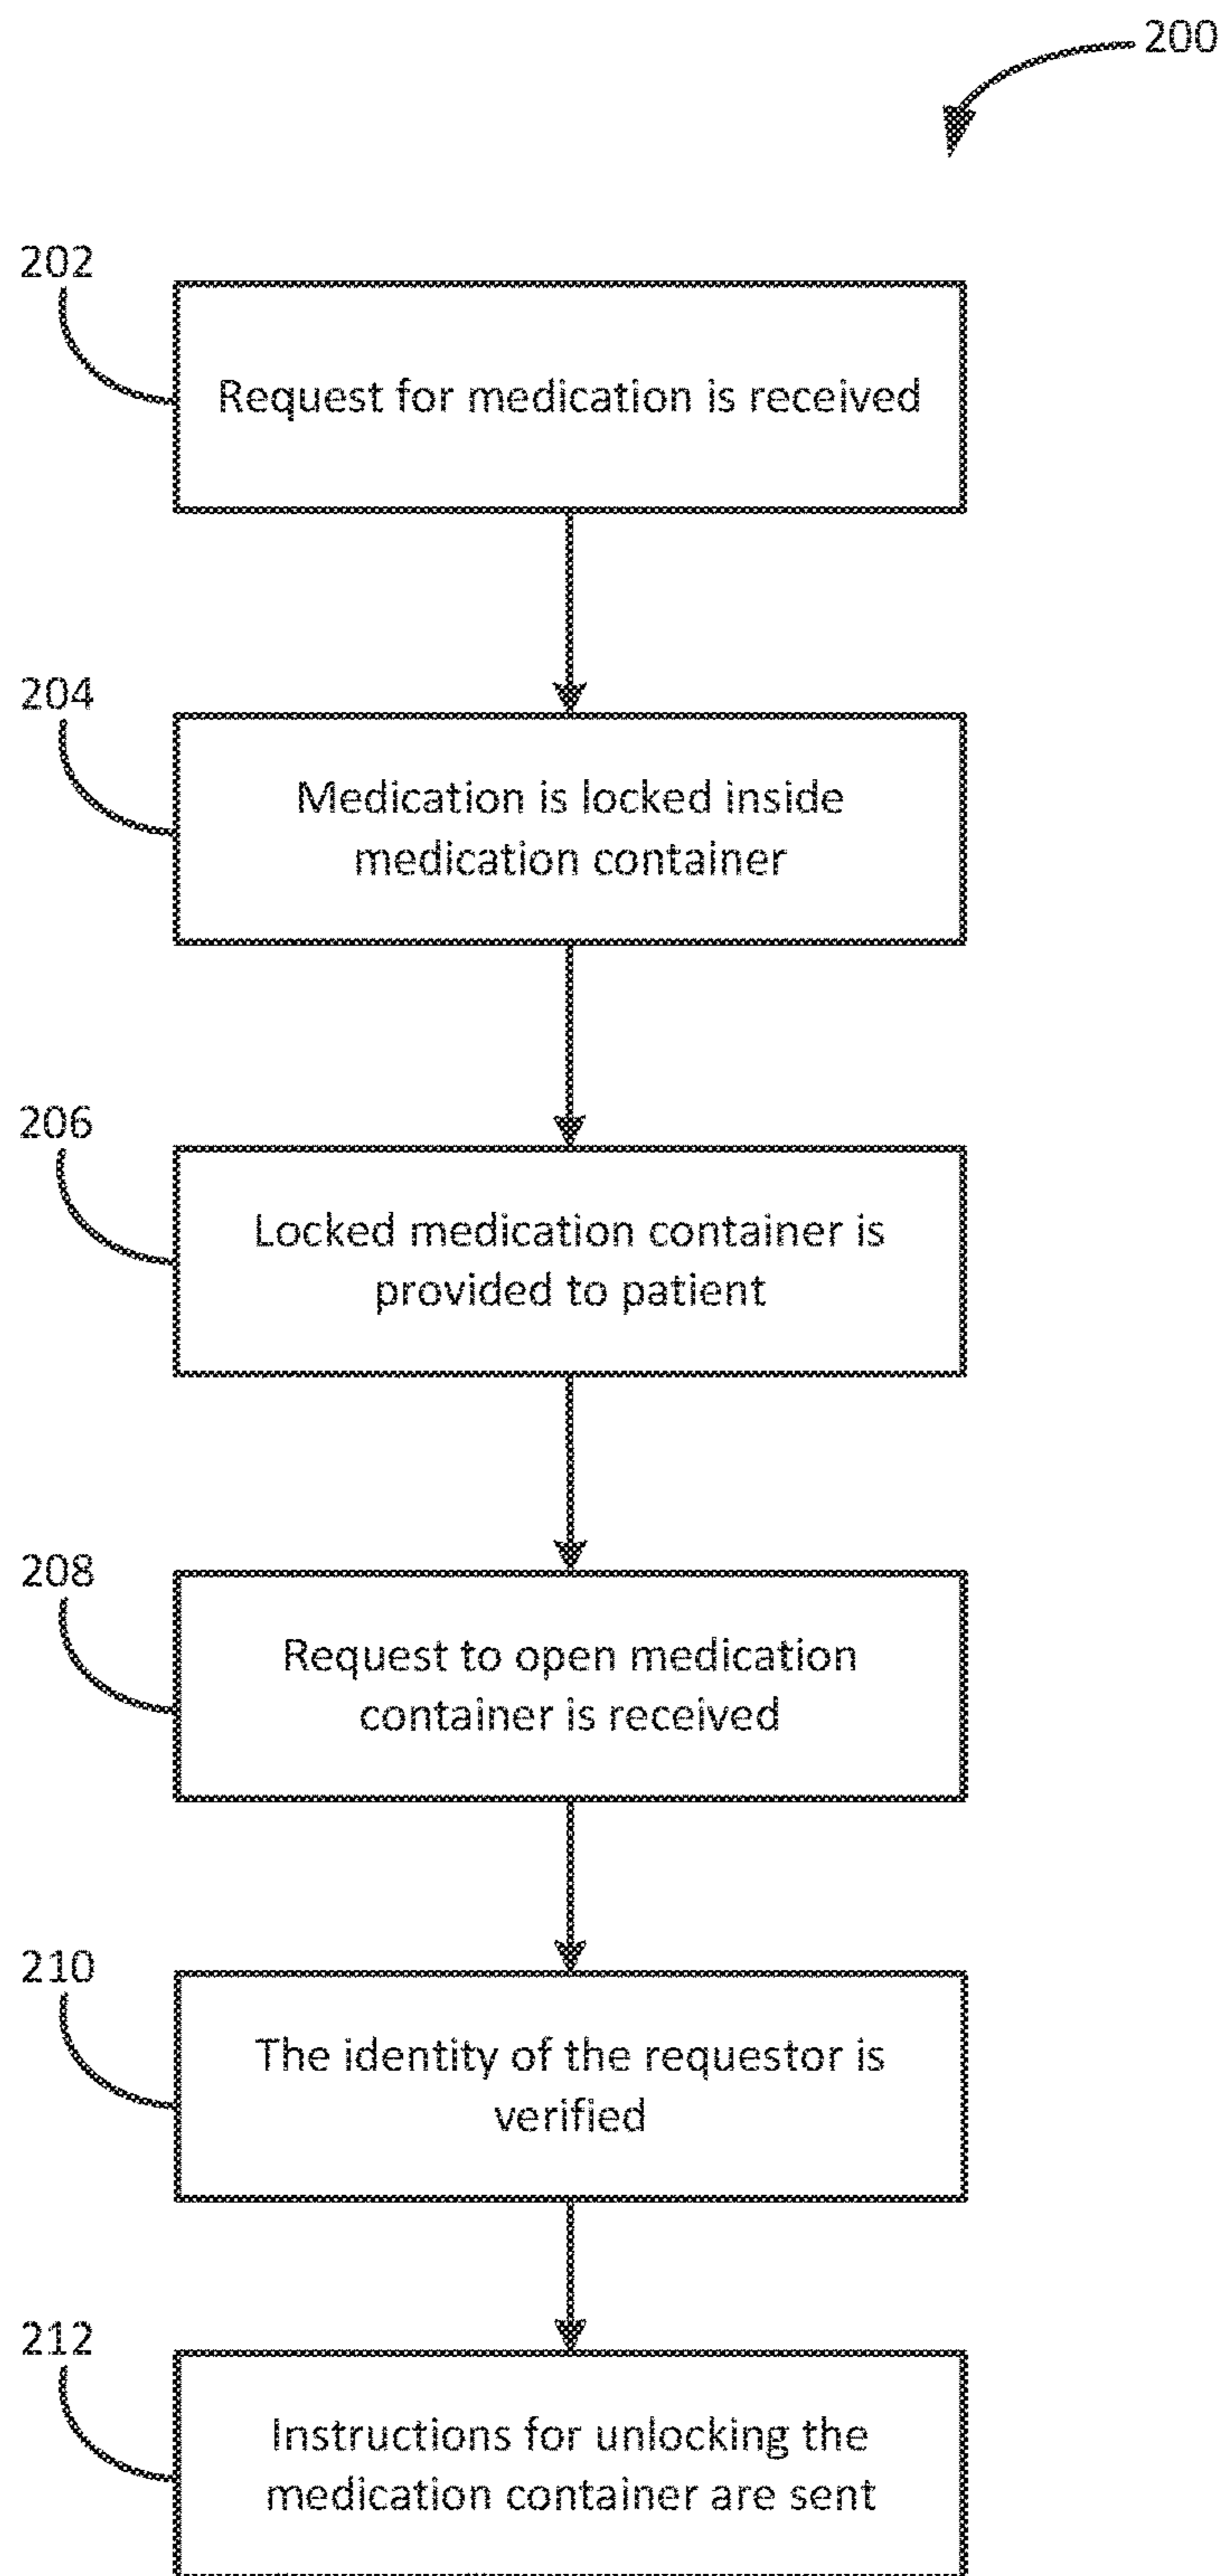 200
202
Request for medication is received
204
Medication is locked inside
medication container
206
Locked medication container is
provided to patient
208
Request to open medication
container is received
210
The identity of the requestor is
verified
212
Instructions for unlocking the
medication container are sent